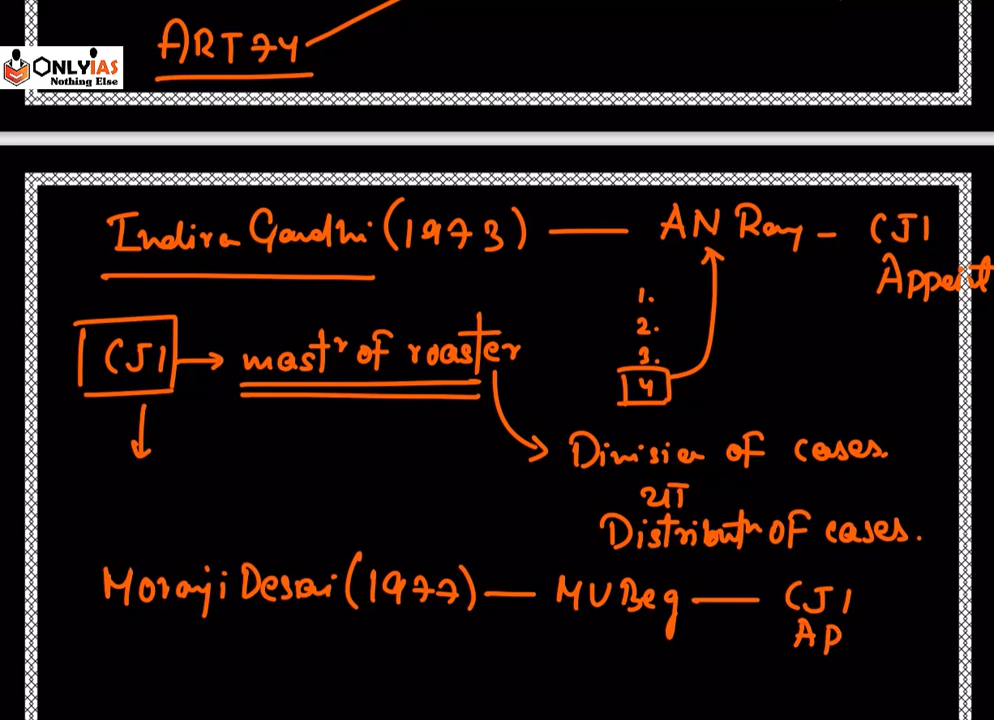 ART 74
ONLYIAS
Nothing Else
Indira Gandhi (1973) — AN Ray - CJI
Appoint
1.
2.
3.
4
CJI → mastr of roaster
Division of cases.
या
Distributn of cases.
Moraji Desai (1977) — MU Beg — CJI
AP